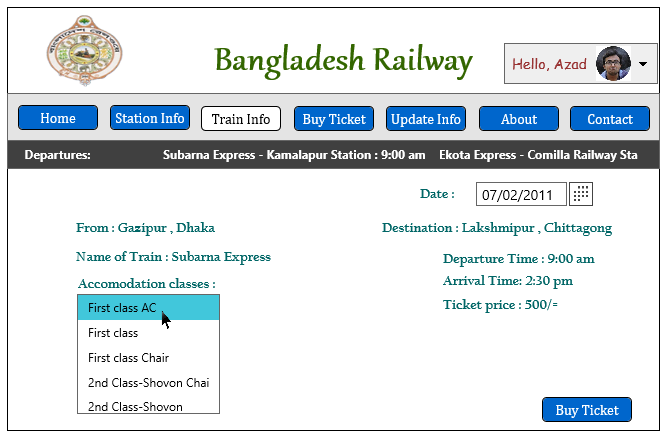 Bangladesh Railway
Hello, Azad
Home
Station Info
Train Info
Buy Ticket
Update Info
About
Contact
Departures:
Subarna Express - Kamalapur Station : 9:00 am
Ekota Express - Comilla Railway Sta
Date :
07/02/2011
From : Gazipur , Dhaka
Destination : Lakshmipur , Chittagong
Name of Train : Subarna Express
Departure Time : 9:00 am
Accomodation classes :
Arrival Time: 2:30 pm
First class AC
Ticket price : 500/=
First class
First class Chair
2nd Class-Shovon Chai
2nd Class-Shovon
Buy Ticket